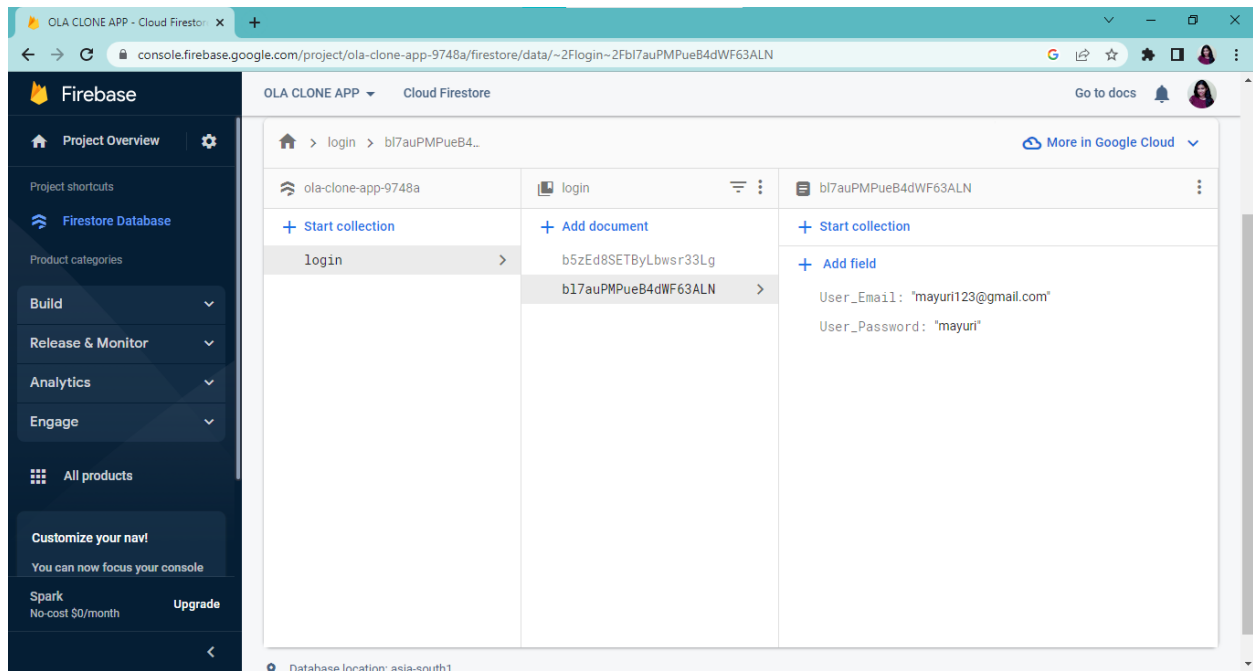 OLA CLONE APP - Cloud Firestor
console.firebase.google.com/project/ola-clone-app-9748a/firestore/data/~2Flogin~2Fbl7auPMPueB4dWF63ALN
Firebase
OLA CLONE APP Cloud Firestore Go to docs
Project Overview
login bl7auPMPueB4... More in Google Cloud
Project shortcuts
ola-clone-app-9748a login bl7auPMPueB4dWF63ALN
Firestore Database
+ Start collection + Add document + Start collection
Product categories
login b5zEd8SETByLbwsr33Lg + Add field
bl7auPMPueB4dWF63ALN User_Email: "mayuri123@gmail.com"
Build
User_Password: "mayuri"
Release & Monitor
Analytics
Engage
All products
Customize your nav!
You can now focus your console
Spark
No-cost $0/month Upgrade
Database location: asia-south1